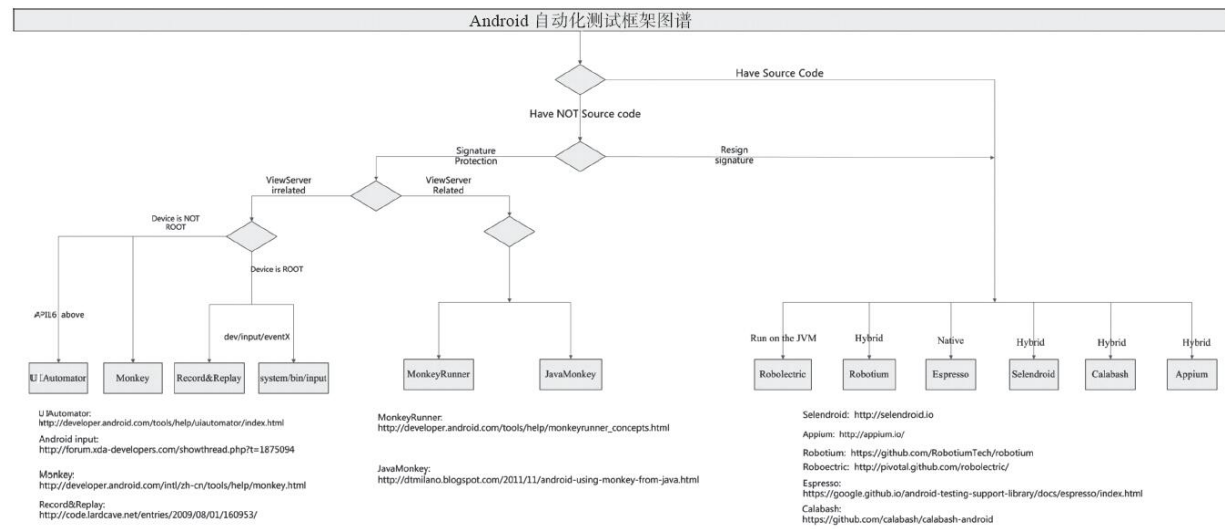 Android 自动化测试框架图谱
Have Source Code
Have NOT Source code
Signature
Protection
Resign
signature
ViewServer
irrelated
ViewServer
Related
Device is NOT
ROOT
Device is ROOT
API16 above
dev/input/eventX
Run on the JVM
Hybrid
Native
Hybrid
Hybrid
Hybrid
UIAutomator
Monkey
Record&Replay
system/bin/input
MonkeyRunner
JavaMonkey
Robolectric
Robotium
Espresso
Selendroid
Calabash
Appium
UIAutomator:
http://developer.android.com/tools/help/uiautomator/index.html
Android input:
http://forum.xda-developers.com/showthread.php?t=1875094
Monkey:
http://developer.android.com/intl/zh-cn/tools/help/monkey.html
Record&Replay:
http://code.lardcave.net/entries/2009/08/01/160953/
MonkeyRunner:
http://developer.android.com/tools/help/monkeyrunner_concepts.html
JavaMonkey:
http://dtmilano.blogspot.com/2011/11/android-using-monkey-from-java.html
Selendroid: http://selendroid.io
Appium: http://appium.io/
Robotium: https://github.com/RobotiumTech/robotium
Roboectric: http://pivotal.github.com/robolectric/
Espresso:
https://google.github.io/android-testing-support-library/docs/espresso/index.html
Calabash:
https://github.com/calabash/calabash-android